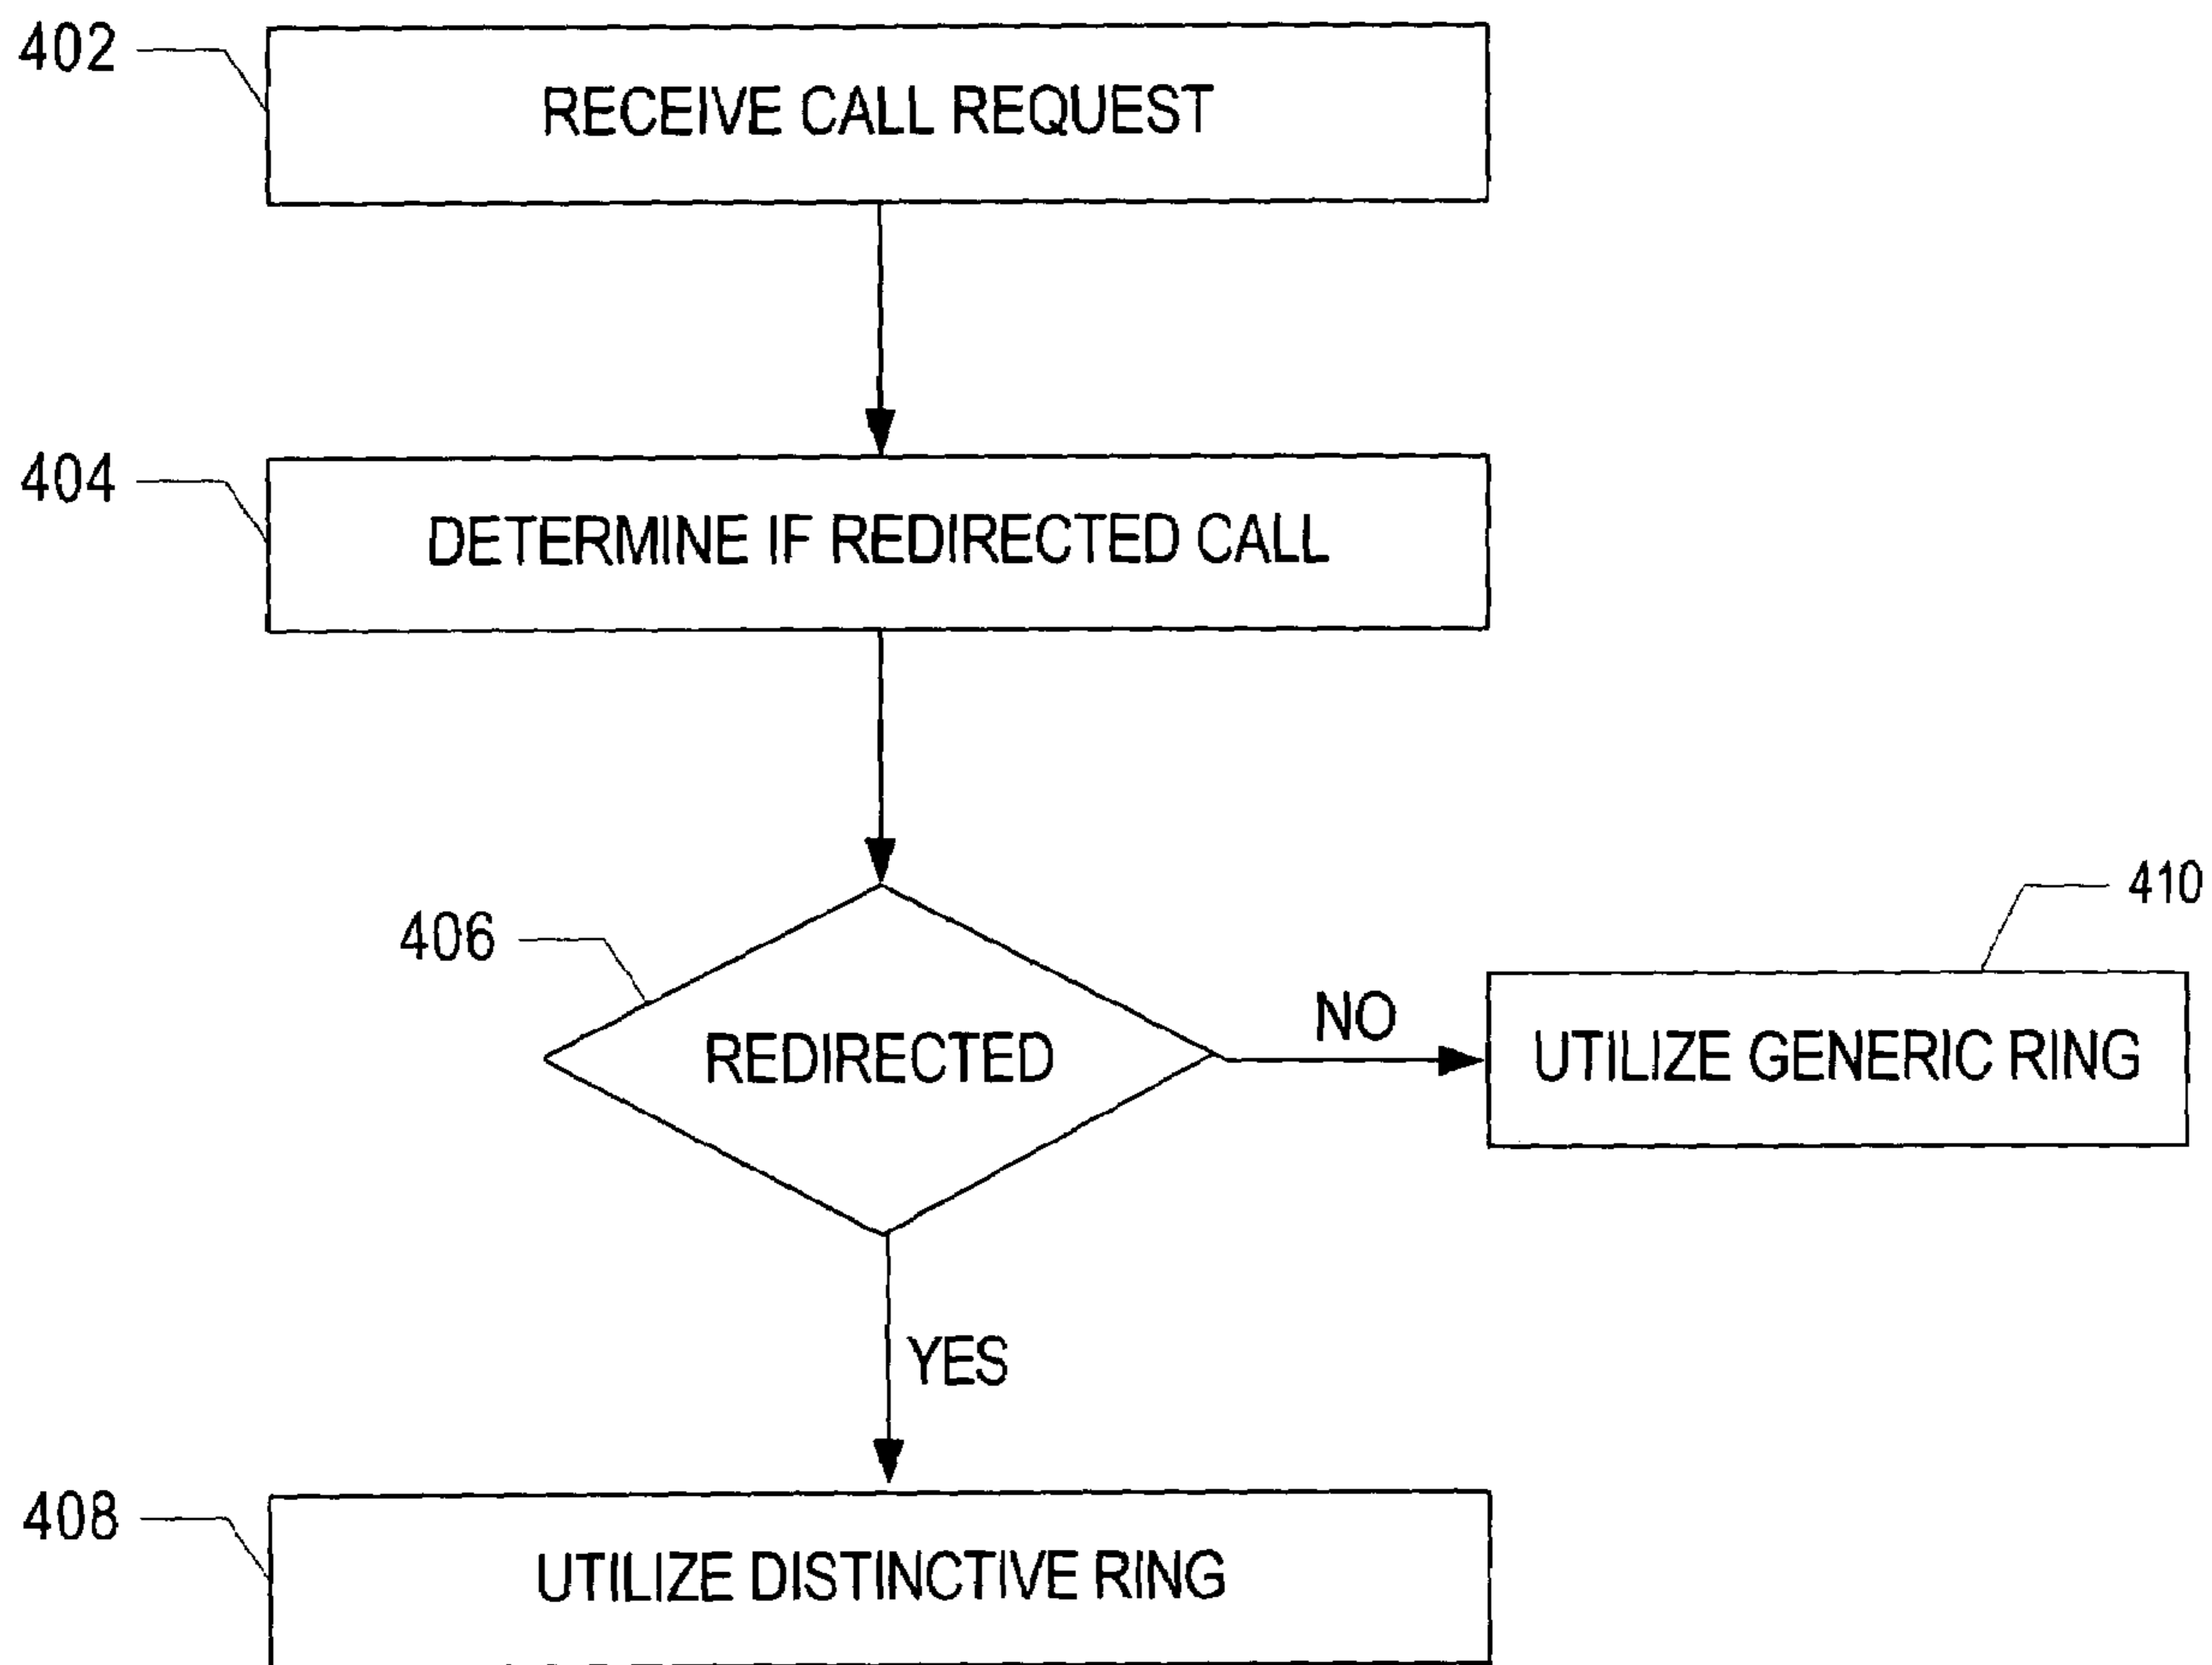 402
RECEIVE CALL REQUEST
404
DETERMINE IF REDIRECTED CALL
406
REDIRECTED
NO
410
UTILIZE GENERIC RING
YES
408
UTILIZE DISTINCTIVE RING